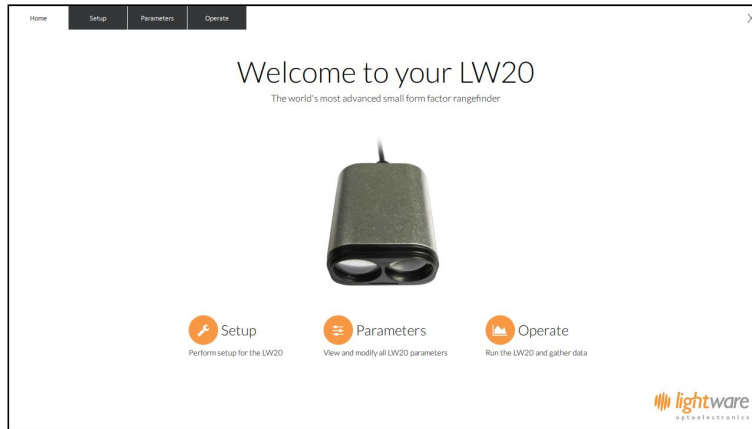 Home Setup Parameters Operate
Welcome to your LW20
The world's most advanced small form factor rangefinder
Setup Parameters Operate
Perform setup for the LW20 View and modify all LW20 parameters Run the LW20 and gather data
lightware
optoelectronics